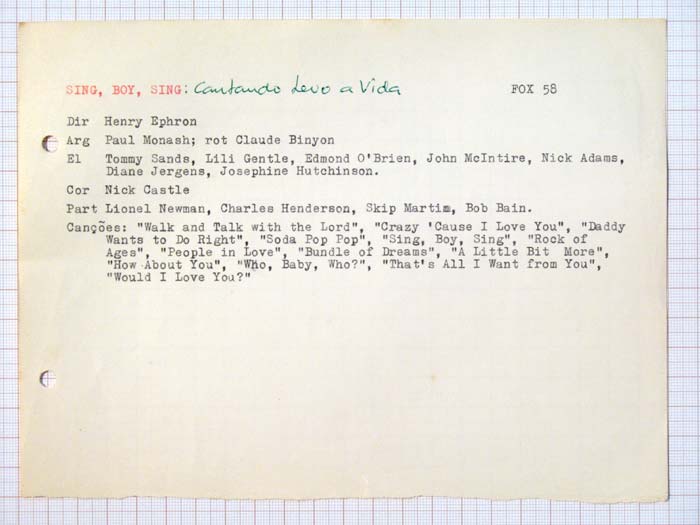 SING, BOY, SING: Cantando Levo a Vida FOX 58
Dir Henry Ephron
Arg Paul Monash; rot Claude Binyon
El Tommy Sands, Lili Gentle, Edmond O'Brien, John McIntire, Nick Adams,
Diane Jergens, Josephine Hutchinson.
Cor Nick Castle
Part Lionel Newman, Charles Henderson, Skip Martim, Bob Bain.
Canções: "Walk and Talk with the Lord", "Crazy 'Cause I Love You", "Daddy
Wants to Do Right", "Soda Pop Pop", "Sing, Boy, Sing", "Rock of
Ages", "People in Love", "Bundle of Dreams", "A Little Bit More",
"How About You", "Who, Baby, Who?", "That's All I Want from You",
"Would I Love You?"